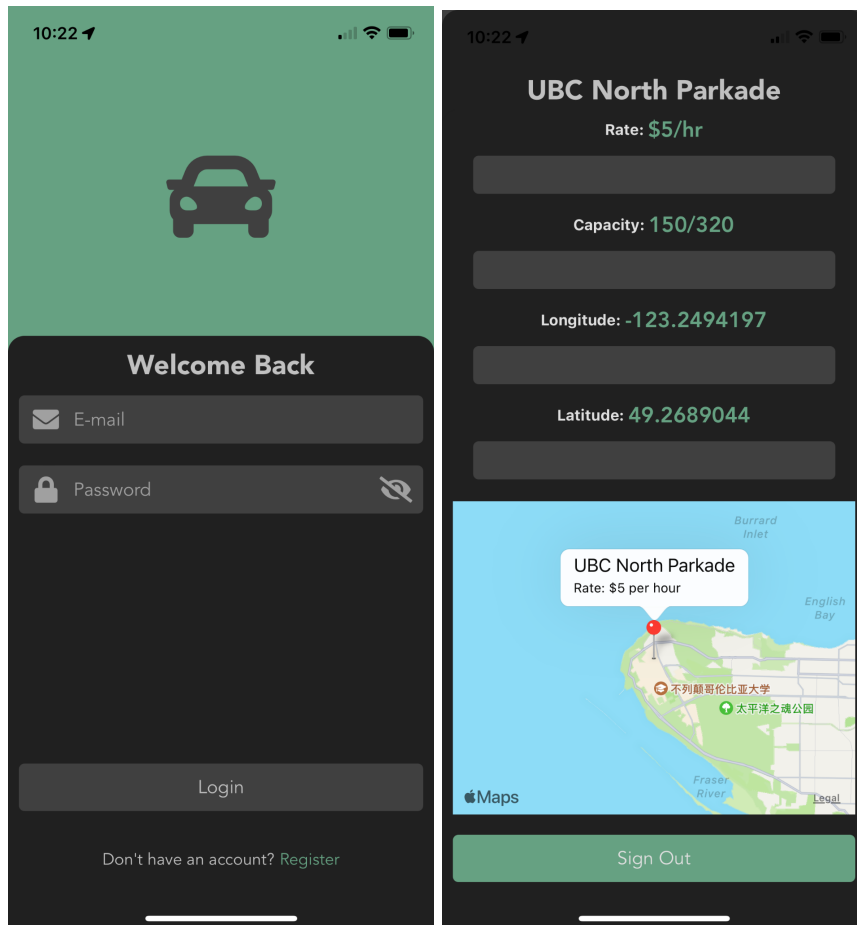 10:22
Welcome Back
E-mail
Password
Login
Don't have an account? Register
10:22
UBC North Parkade
Rate: $5/hr
Capacity: 150/320
Longitude: -123.2494197
Latitude: 49.2689044
Burrard
Inlet
UBC North Parkade
Rate: $5 per hour
English
Bay
不列颠哥伦比亚大学
太平洋之魂公园
Fraser
River
Maps
Legal
Sign Out